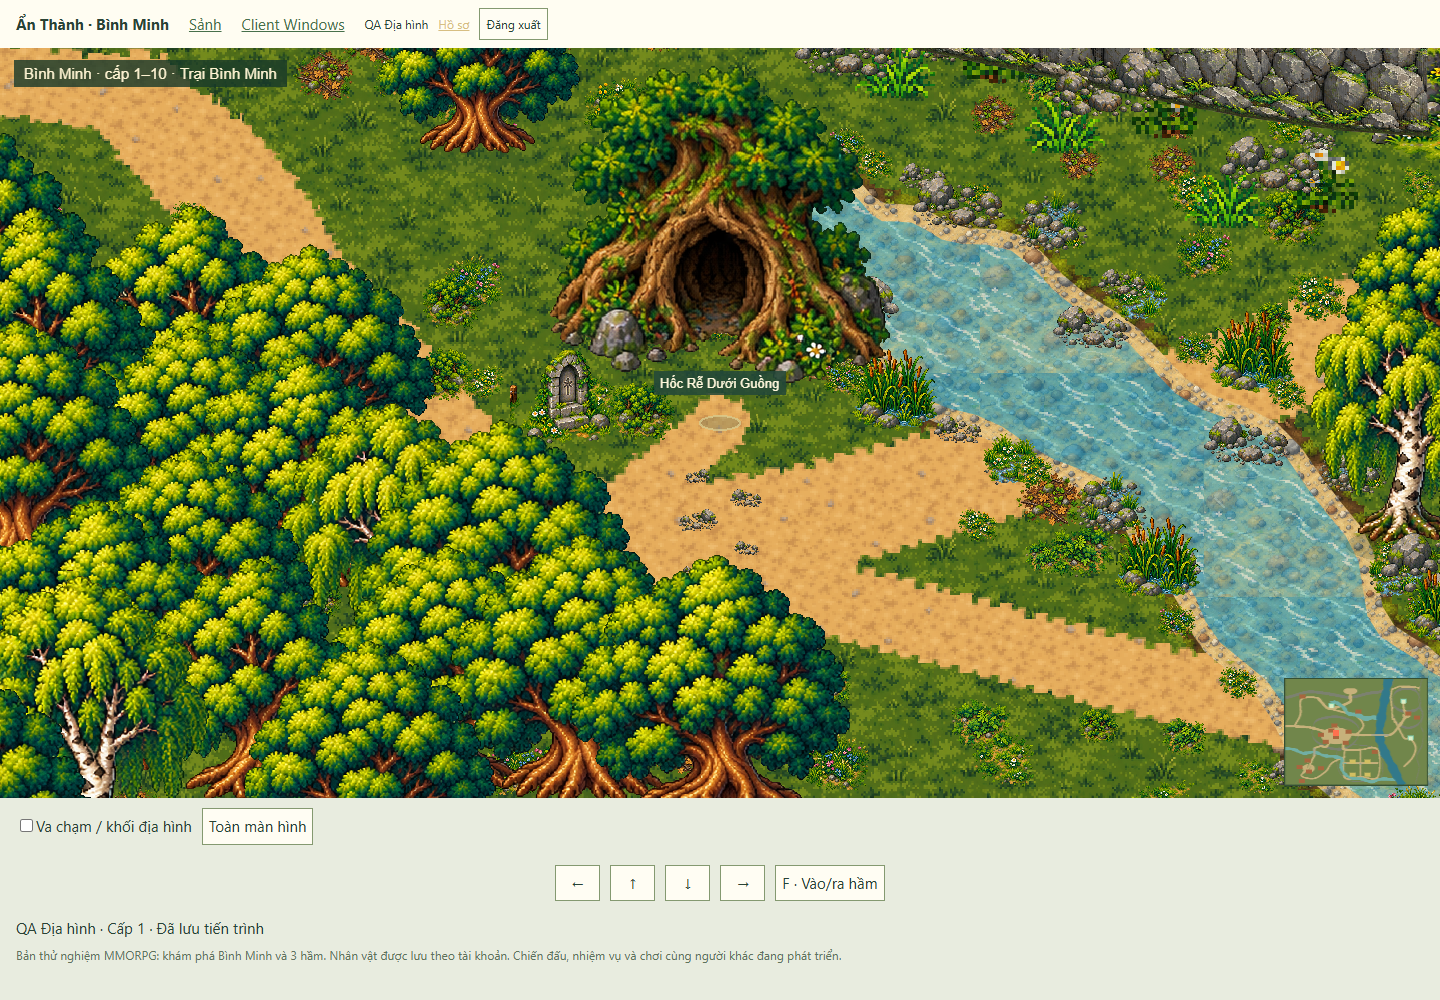 Ẩn Thành · Bình Minh Sảnh Client Windows QA Địa hình Hồ sơ Đăng xuất
Bình Minh · cấp 1–10 · Trại Bình Minh
Hốc Rễ Dưới Guồng
Va chạm / khối địa hình Toàn màn hình
← ↑ ↓ → F · Vào/ra hầm
QA Địa hình · Cấp 1 · Đã lưu tiến trình
Bản thử nghiệm MMORPG: khám phá Bình Minh và 3 hầm. Nhân vật được lưu theo tài khoản. Chiến đấu, nhiệm vụ và chơi cùng người khác đang phát triển.